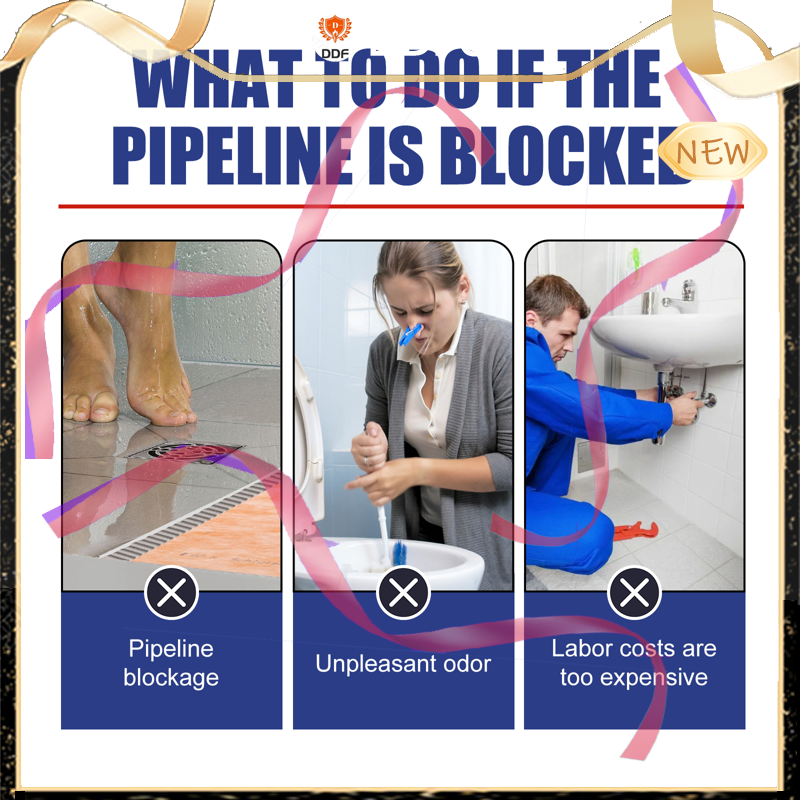 DDF
WHAT TO DO IF THE
PIPELINE IS BLOCKED
NEW
Pipeline
blockage
Unpleasant odor
Labor costs are
too expensive